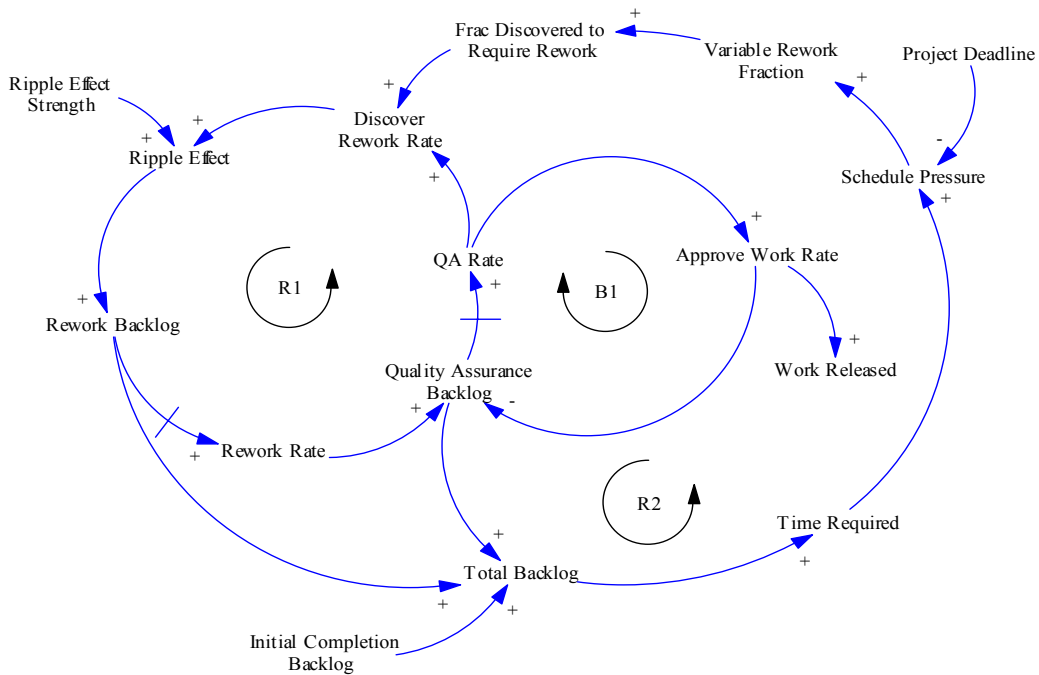 Frac Discovered to
Require Rework
+
Variable Rework
Fraction
Project Deadline
Ripple Effect
Strength
+
+
Discover
Rework Rate
+
+
Ripple Effect
-
Schedule Pressure
+
+
+
QA Rate
+
Approve Work Rate
R1
B1
+
Rework Backlog
+
Work Released
Quality Assurance
Backlog
+
-
+
Rework Rate
R2
Time Required
+
+
Total Backlog
+
+
Initial Completion
Backlog